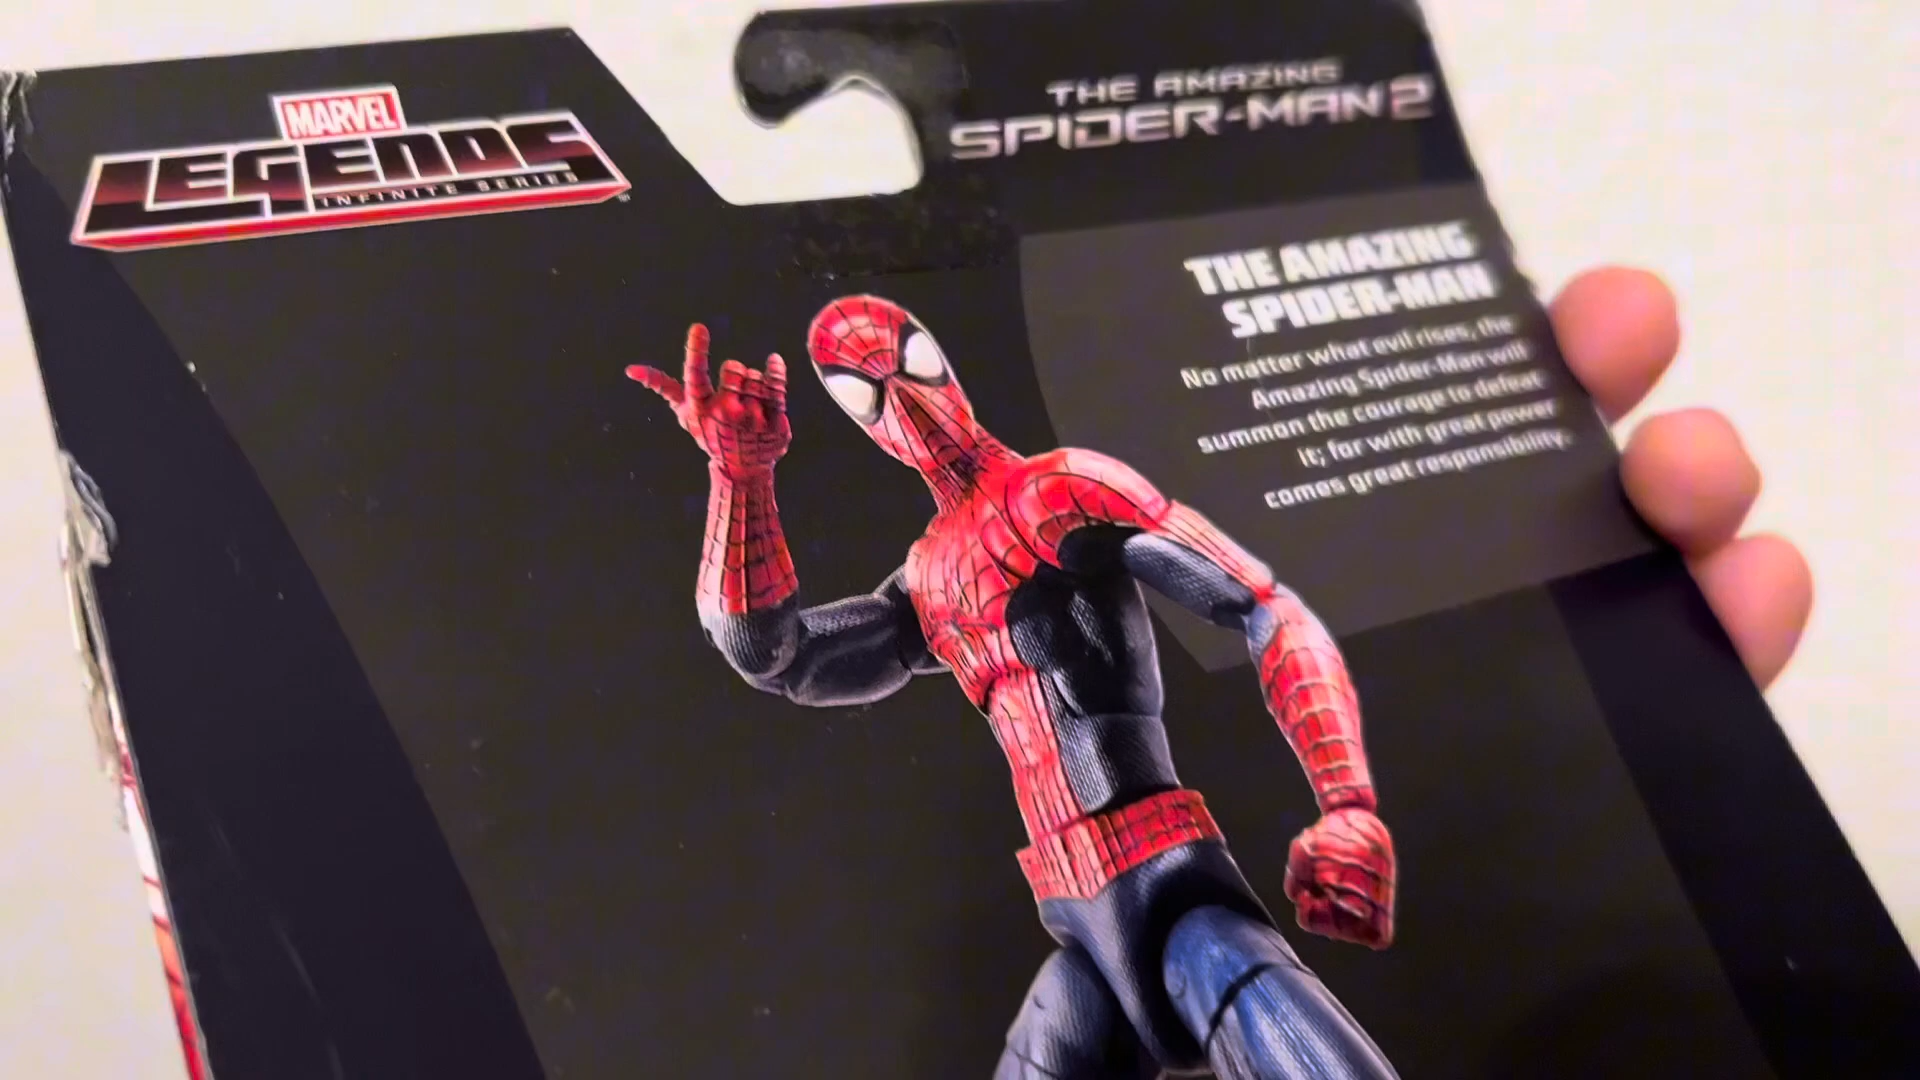 MARVEL
LEGENDS
INFINITE SERIES
THE AMAZING
SPIDER-MAN 2
THE AMAZING
SPIDER-MAN
No matter what evil rises, the
Amazing Spider-Man will
summon the courage to defeat
it; for with great power
comes great responsibility.